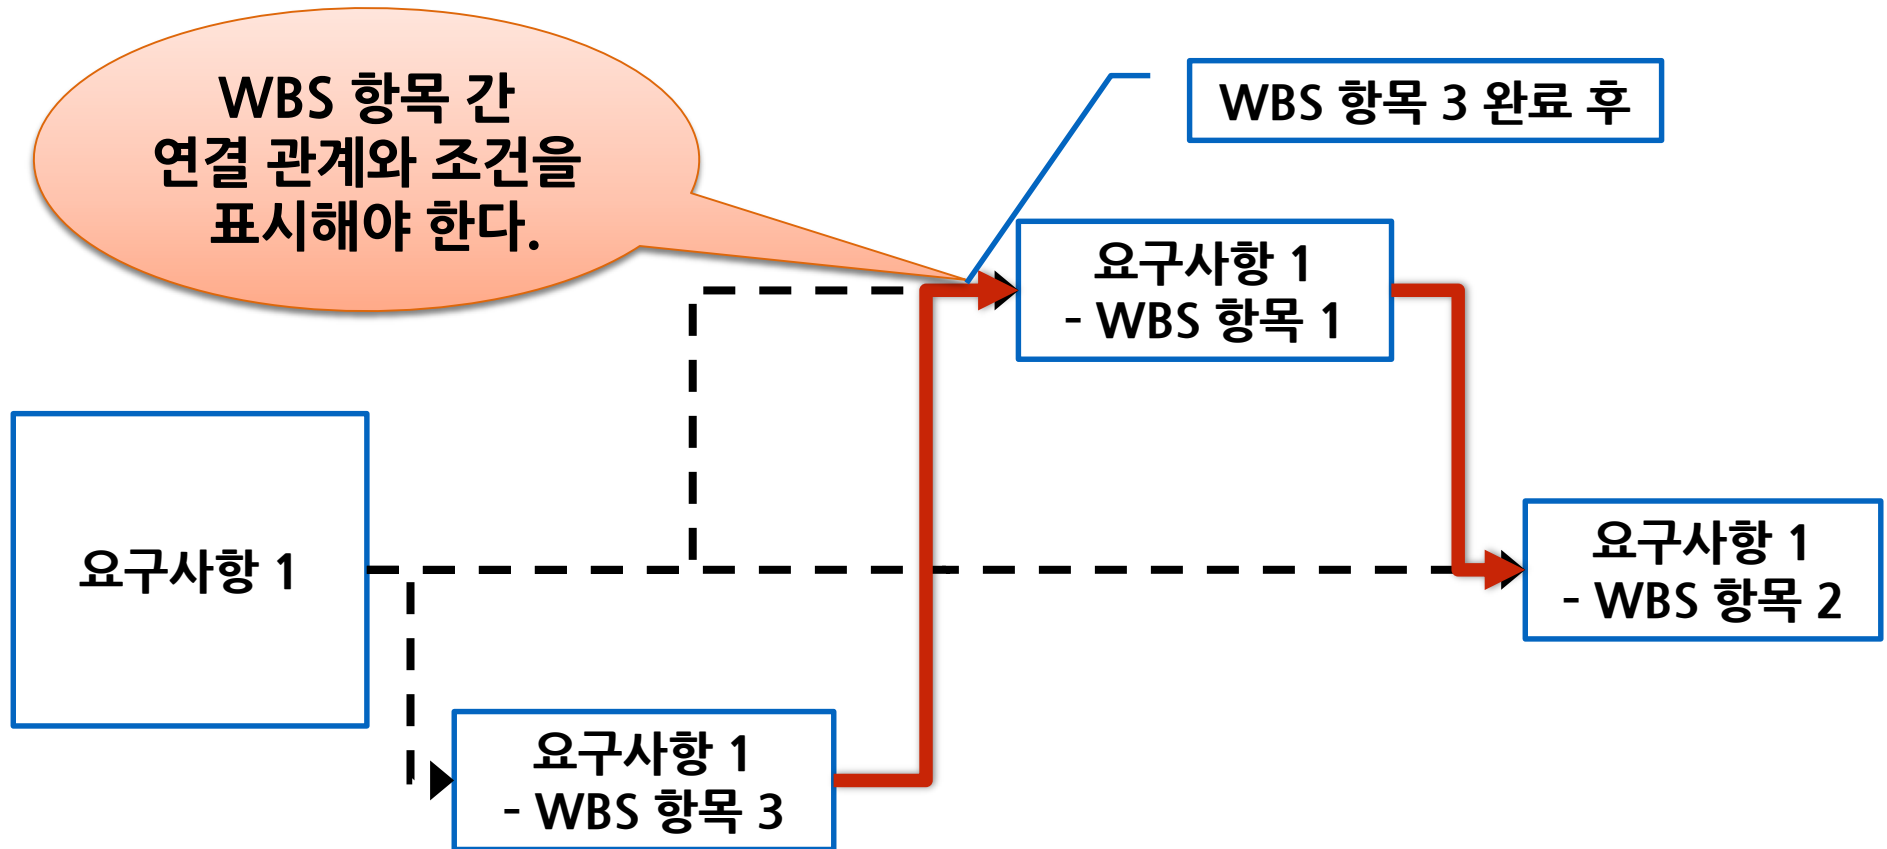 WBS 항목 간
연결 관계와 조건을
표시해야 한다.
WBS 항목 3 완료 후
요구사항 1
- WBS 항목 1
요구사항 1
요구사항 1
- WBS 항목 2
요구사항 1
- WBS 항목 3